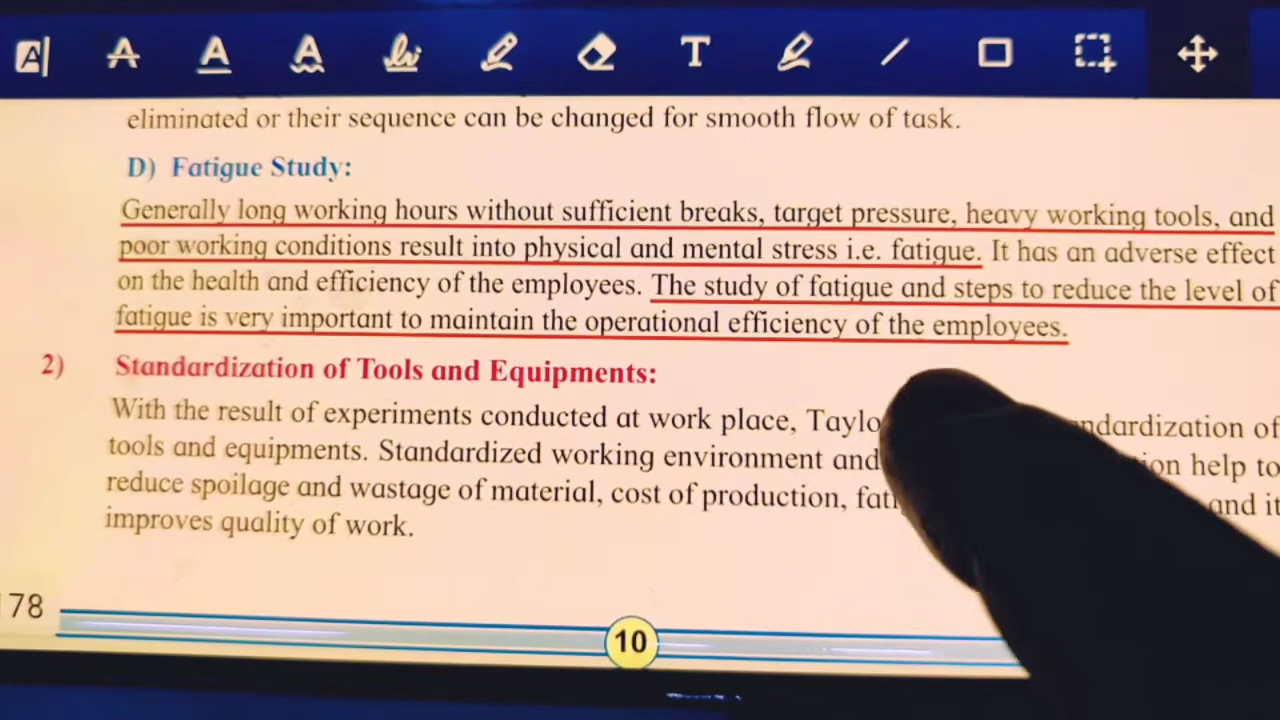 eliminated or their sequence can be changed for smooth flow of task.
D) Fatigue Study:
Generally long working hours without sufficient breaks, target pressure, heavy working tools, and
poor working conditions result into physical and mental stress i.e. fatigue. It has an adverse effect
on the health and efficiency of the employees. The study of fatigue and steps to reduce the level of
fatigue is very important to maintain the operational efficiency of the employees.
2) Standardization of Tools and Equipments:
With the result of experiments conducted at work place, of
tools and equipments. Standardized working environment and help to
reduce spoilage and wastage of material, cost of production, and it
improves quality of work.
78
10